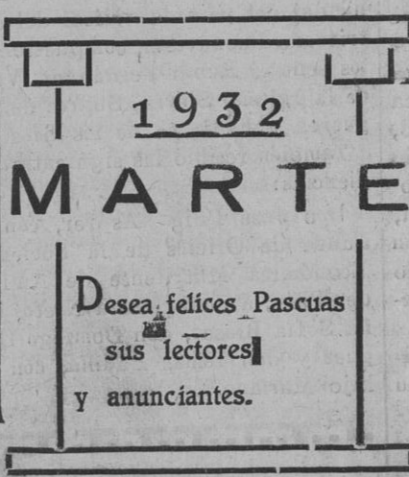 1932
MARTE
Desea felices Pascuas
sus lectores
y anunciantes.